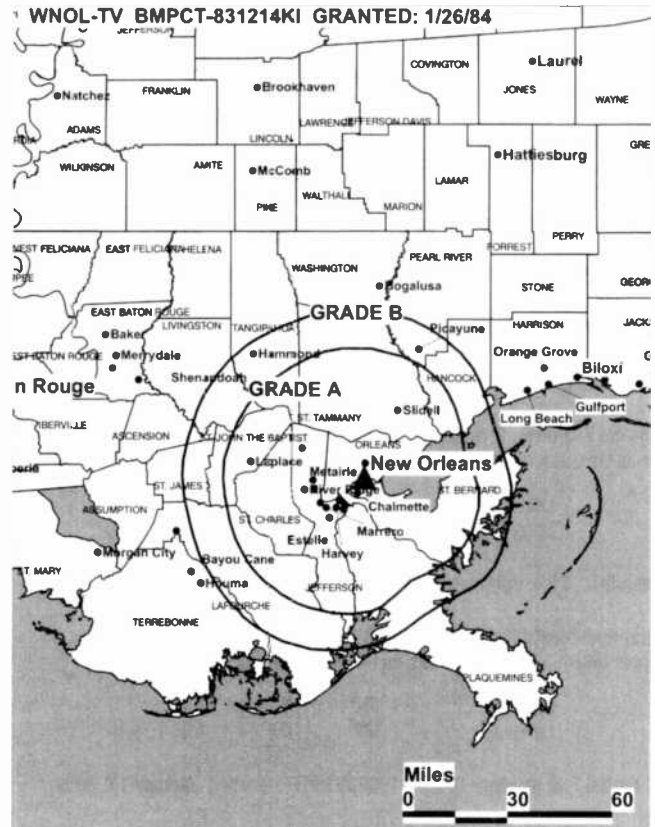 WNOL-TV BMPCT-831214KI GRANTED: 1/26/84
JEFFERSON
COVINGTON
Laurel
Natchez
FRANKLIN
Brookhaven
JONES
WAYNE
ADAMS
LAWRENCE
JEFFERSON DAVIS
LINCOLN
Hattiesburg
WILKINSON
AMITE
McComb
LAMAR
PIKE
WALTHALL
MARION
PERRY
FORREST
EAST FELICIANA
HELENA
WASHINGTON
PEARL RIVER
Bogalusa
STONE
EAST BATON ROUGE
GRADE B
LIVINGSTON
TANGIPAHOA
Picayune
HARRISON
Baker
Merrydale
Hammond
Orange Grove
Shenandoah
HANCOCK
Biloxi
n Rouge
GRADE A
Slidell
Gulfport
Long Beach
ST. TAMMANY
ASCENSION
ST JOHN THE BAPTIST
ORLEANS
Laplace
Metairie
New Orleans
ST. JAMES
River Ridge
ST. BERNARD
ASSUMPTION
ST. CHARLES
Chalmette
Marrero
Estelle
Harvey
Morgan City
Bayou Cane
Houma
JEFFERSON
ST MARY
LAFOURCHE
TERREBONNE
PLAQUEMINES
Miles
0 30 60